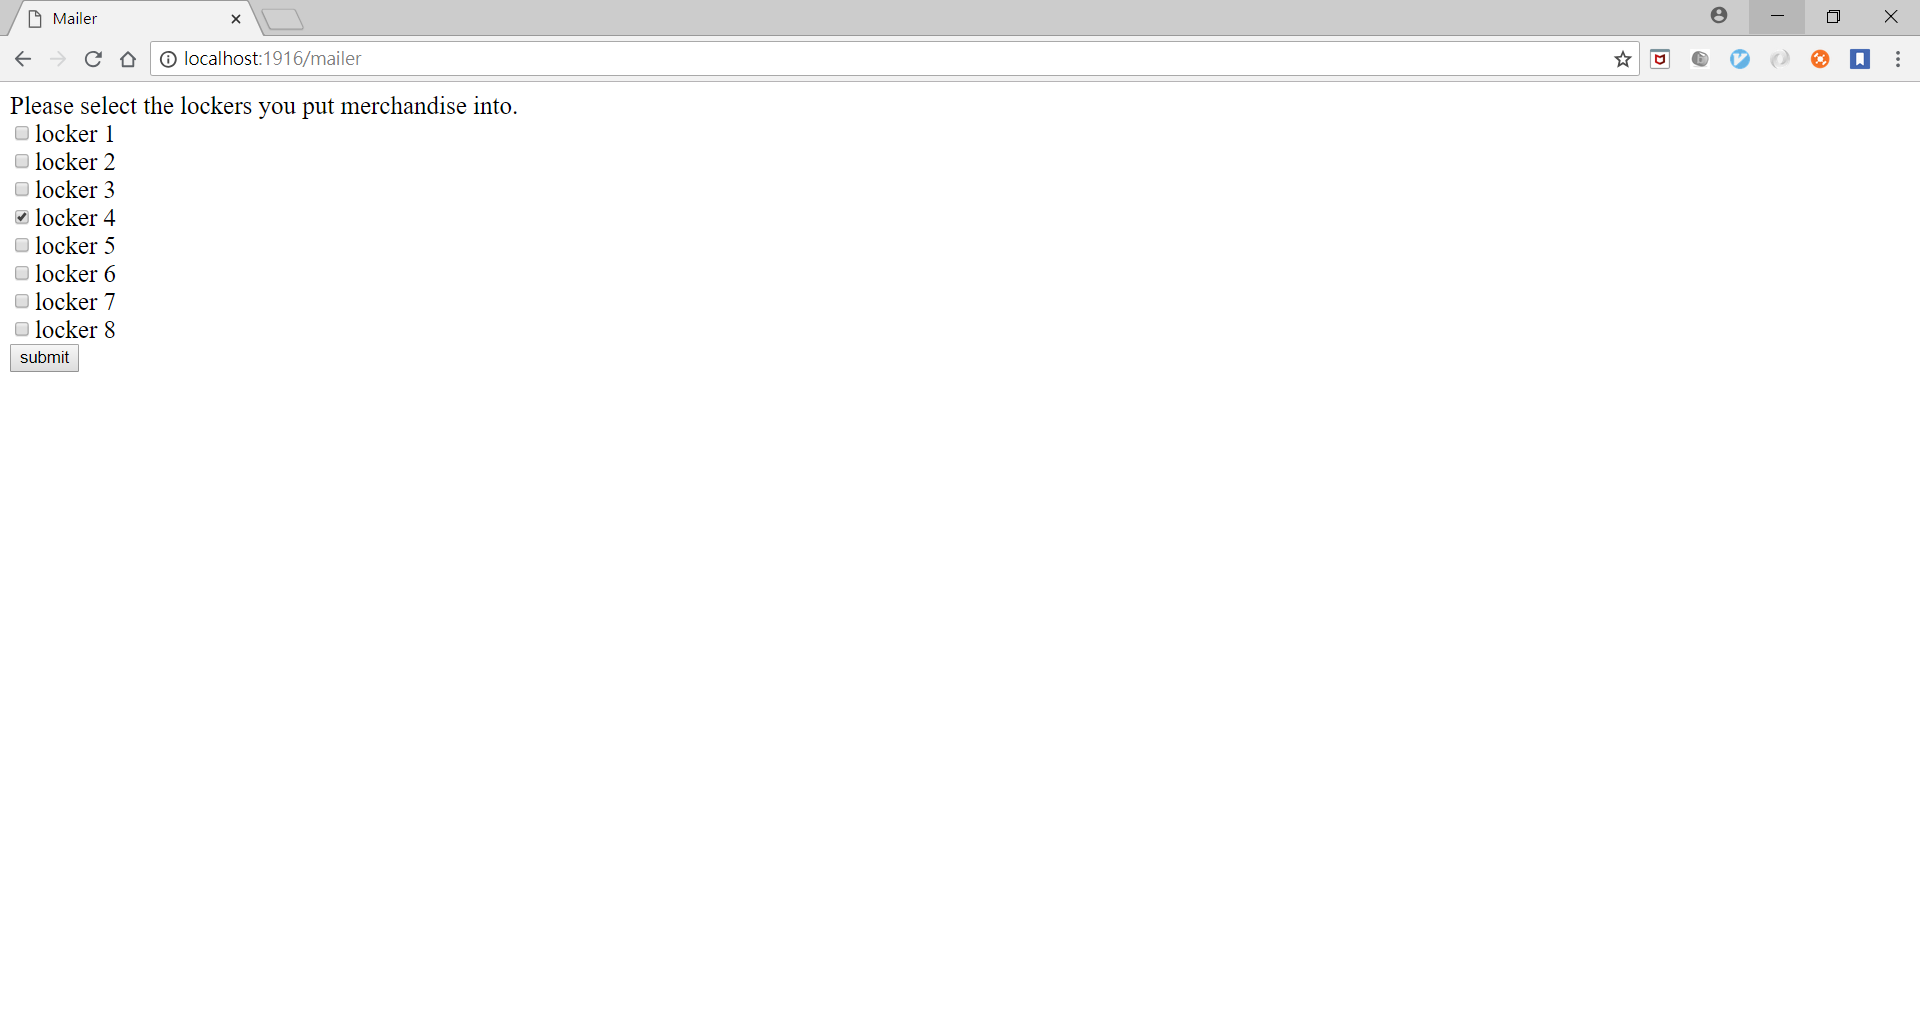 Mailer
localhost:1916/mailer
Please select the lockers you put merchandise into.
locker 1
locker 2
locker 3
locker 4
locker 5
locker 6
locker 7
locker 8
submit